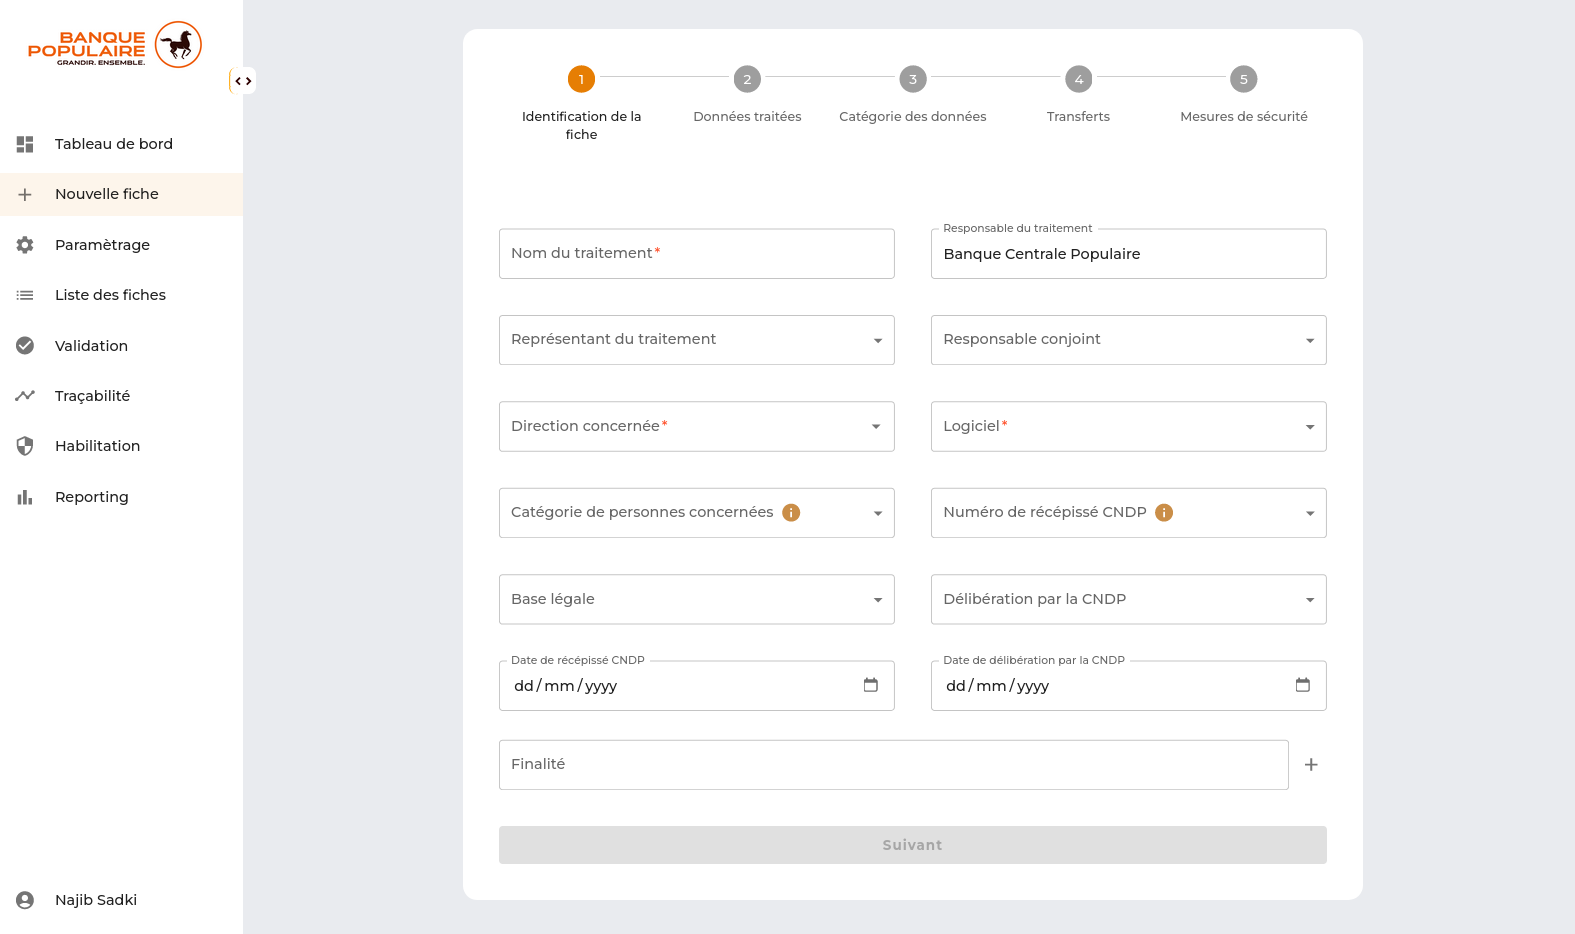 BANQUE
POPULAIRE
GRANDIR. ENSEMBLE.
Tableau de bord
Nouvelle fiche
Paramètrage
Liste des fiches
Validation
Traçabilité
Habilitation
Reporting
Najib Sadki
1 2 3 4 5
Identification de la fiche
Données traitées
Catégorie des données
Transferts
Mesures de sécurité
Nom du traitement*
Responsable du traitement
Banque Centrale Populaire
Représentant du traitement
Responsable conjoint
Direction concernée*
Logiciel*
Catégorie de personnes concernées
Numéro de récépissé CNDP
Base légale
Délibération par la CNDP
Date de récépissé CNDP
dd/mm/yyyy
Date de délibération par la CNDP
dd/mm/yyyy
Finalité
Suivant